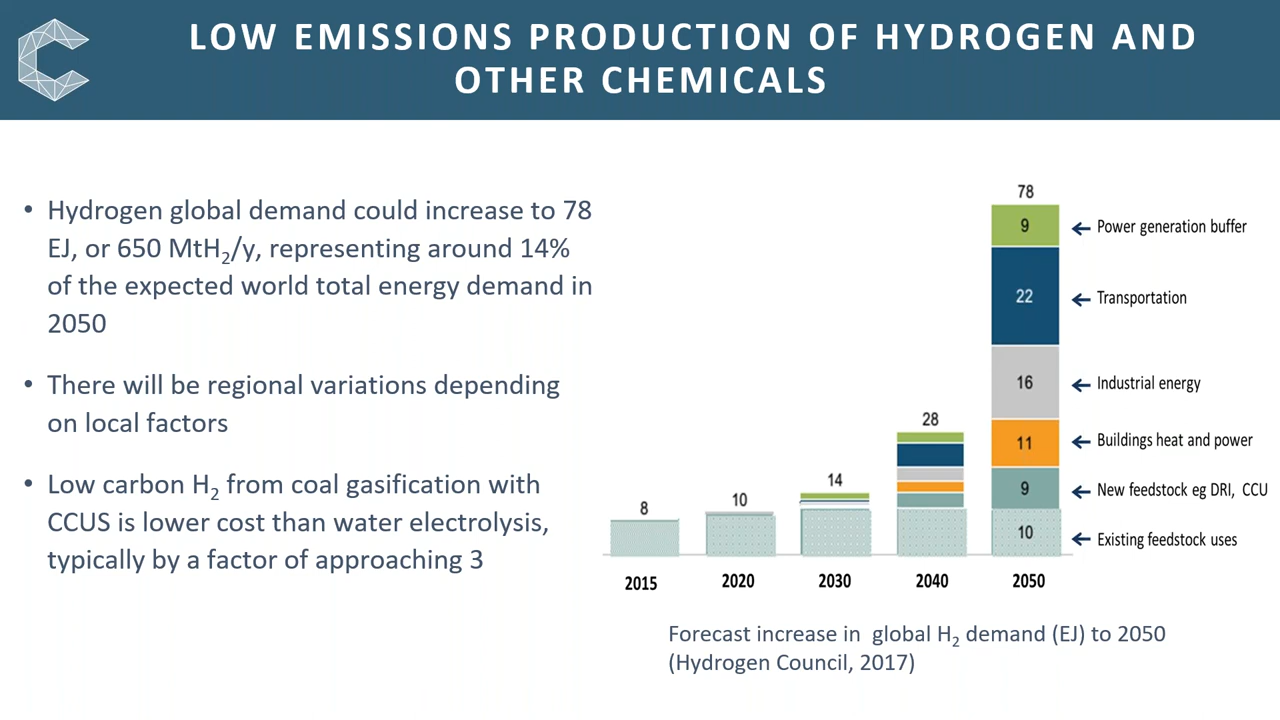 LOW EMISSIONS PRODUCTION OF HYDROGEN AND
OTHER CHEMICALS
• Hydrogen global demand could increase to 78
EJ, or 650 MtH₂/y, representing around 14%
of the expected world total energy demand in
2050
• There will be regional variations depending
on local factors
• Low carbon H₂ from coal gasification with
CCUS is lower cost than water electrolysis,
typically by a factor of approaching 3
78
9
Power generation buffer
22
Transportation
16
Industrial energy
28
11
Buildings heat and power
14
9
New feedstock eg DRI, CCU
10
8
10
Existing feedstock uses
2015
2020
2030
2040
2050
Forecast increase in global H₂ demand (EJ) to 2050
(Hydrogen Council, 2017)